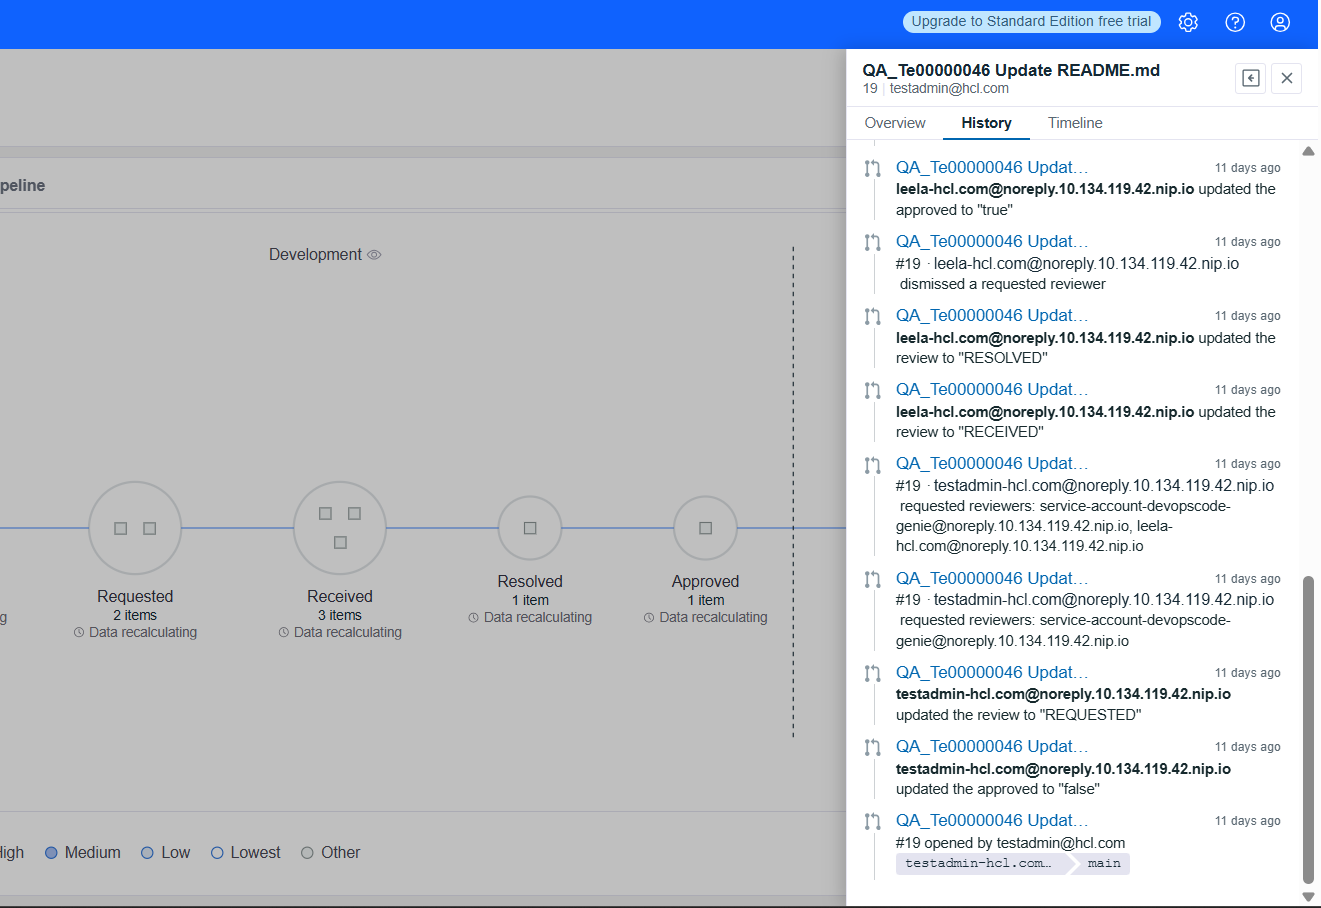 Upgrade to Standard Edition free trial
QA_Te00000046 Update README.md
19 testadmin@hcl.com
Overview History Timeline
QA_Te00000046 Updat… 11 days ago
leela-hcl.com@noreply.10.134.119.42.nip.io updated the
approved to "true"
QA_Te00000046 Updat… 11 days ago
#19 · leela-hcl.com@noreply.10.134.119.42.nip.io
dismissed a requested reviewer
QA_Te00000046 Updat… 11 days ago
leela-hcl.com@noreply.10.134.119.42.nip.io updated the
review to "RESOLVED"
QA_Te00000046 Updat… 11 days ago
leela-hcl.com@noreply.10.134.119.42.nip.io updated the
review to "RECEIVED"
QA_Te00000046 Updat… 11 days ago
#19 · testadmin-hcl.com@noreply.10.134.119.42.nip.io
requested reviewers: service-account-devopscode-
genie@noreply.10.134.119.42.nip.io, leela-
hcl.com@noreply.10.134.119.42.nip.io
QA_Te00000046 Updat… 11 days ago
#19 · testadmin-hcl.com@noreply.10.134.119.42.nip.io
requested reviewers: service-account-devopscode-
genie@noreply.10.134.119.42.nip.io
QA_Te00000046 Updat… 11 days ago
testadmin-hcl.com@noreply.10.134.119.42.nip.io
updated the review to "REQUESTED"
QA_Te00000046 Updat… 11 days ago
testadmin-hcl.com@noreply.10.134.119.42.nip.io
updated the approved to "false"
QA_Te00000046 Updat… 11 days ago
#19 opened by testadmin@hcl.com
testadmin-hcl.com… main
peline
Development
Requested
2 items
Data recalculating
Received
3 items
Data recalculating
Resolved
1 item
Data recalculating
Approved
1 item
Data recalculating
g
igh Medium Low Lowest Other